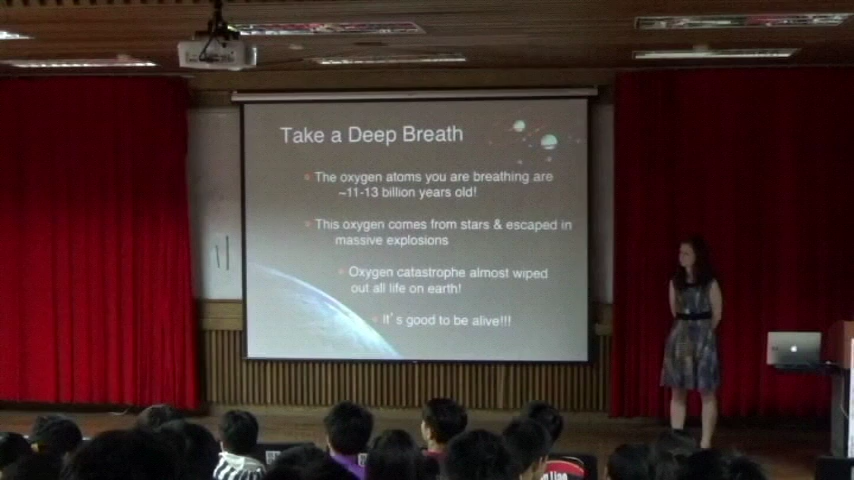 Take a Deep Breath
The oxygen atoms you are breathing are
~11-13 billion years old!
This oxygen comes from stars & escaped in
massive explosions
Oxygen catastrophe almost wiped
out all life on earth!
It's good to be alive!!!